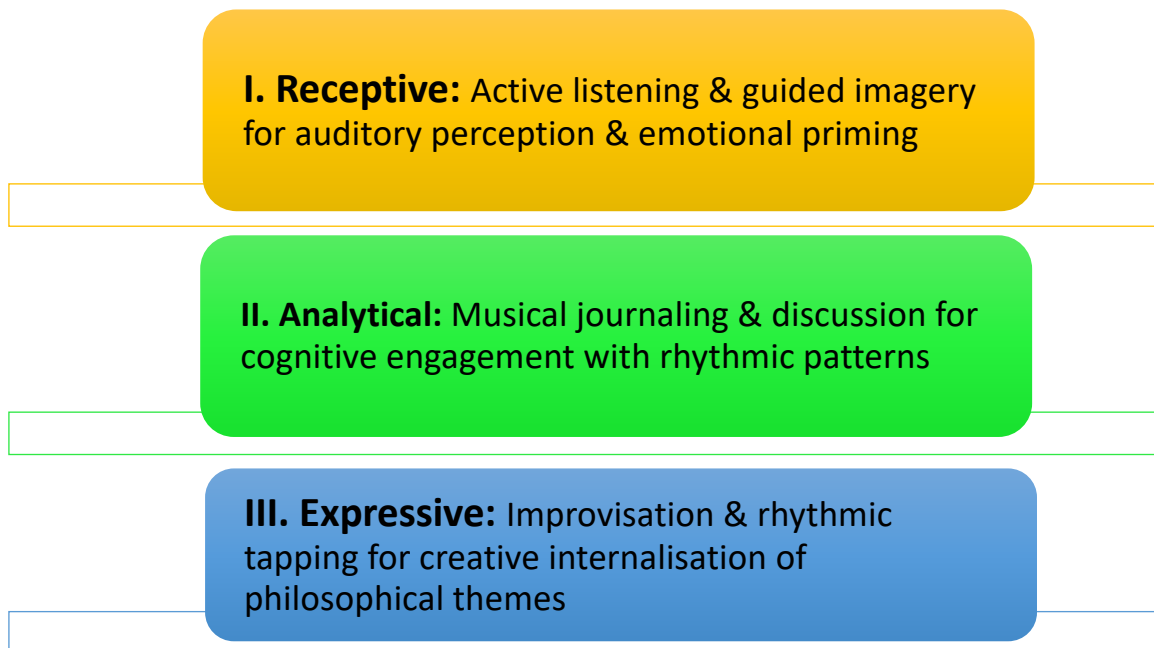 I. Receptive: Active listening & guided imagery
for auditory perception & emotional priming
II. Analytical: Musical journaling & discussion for
cognitive engagement with rhythmic patterns
III. Expressive: Improvisation & rhythmic
tapping for creative internalisation of
philosophical themes